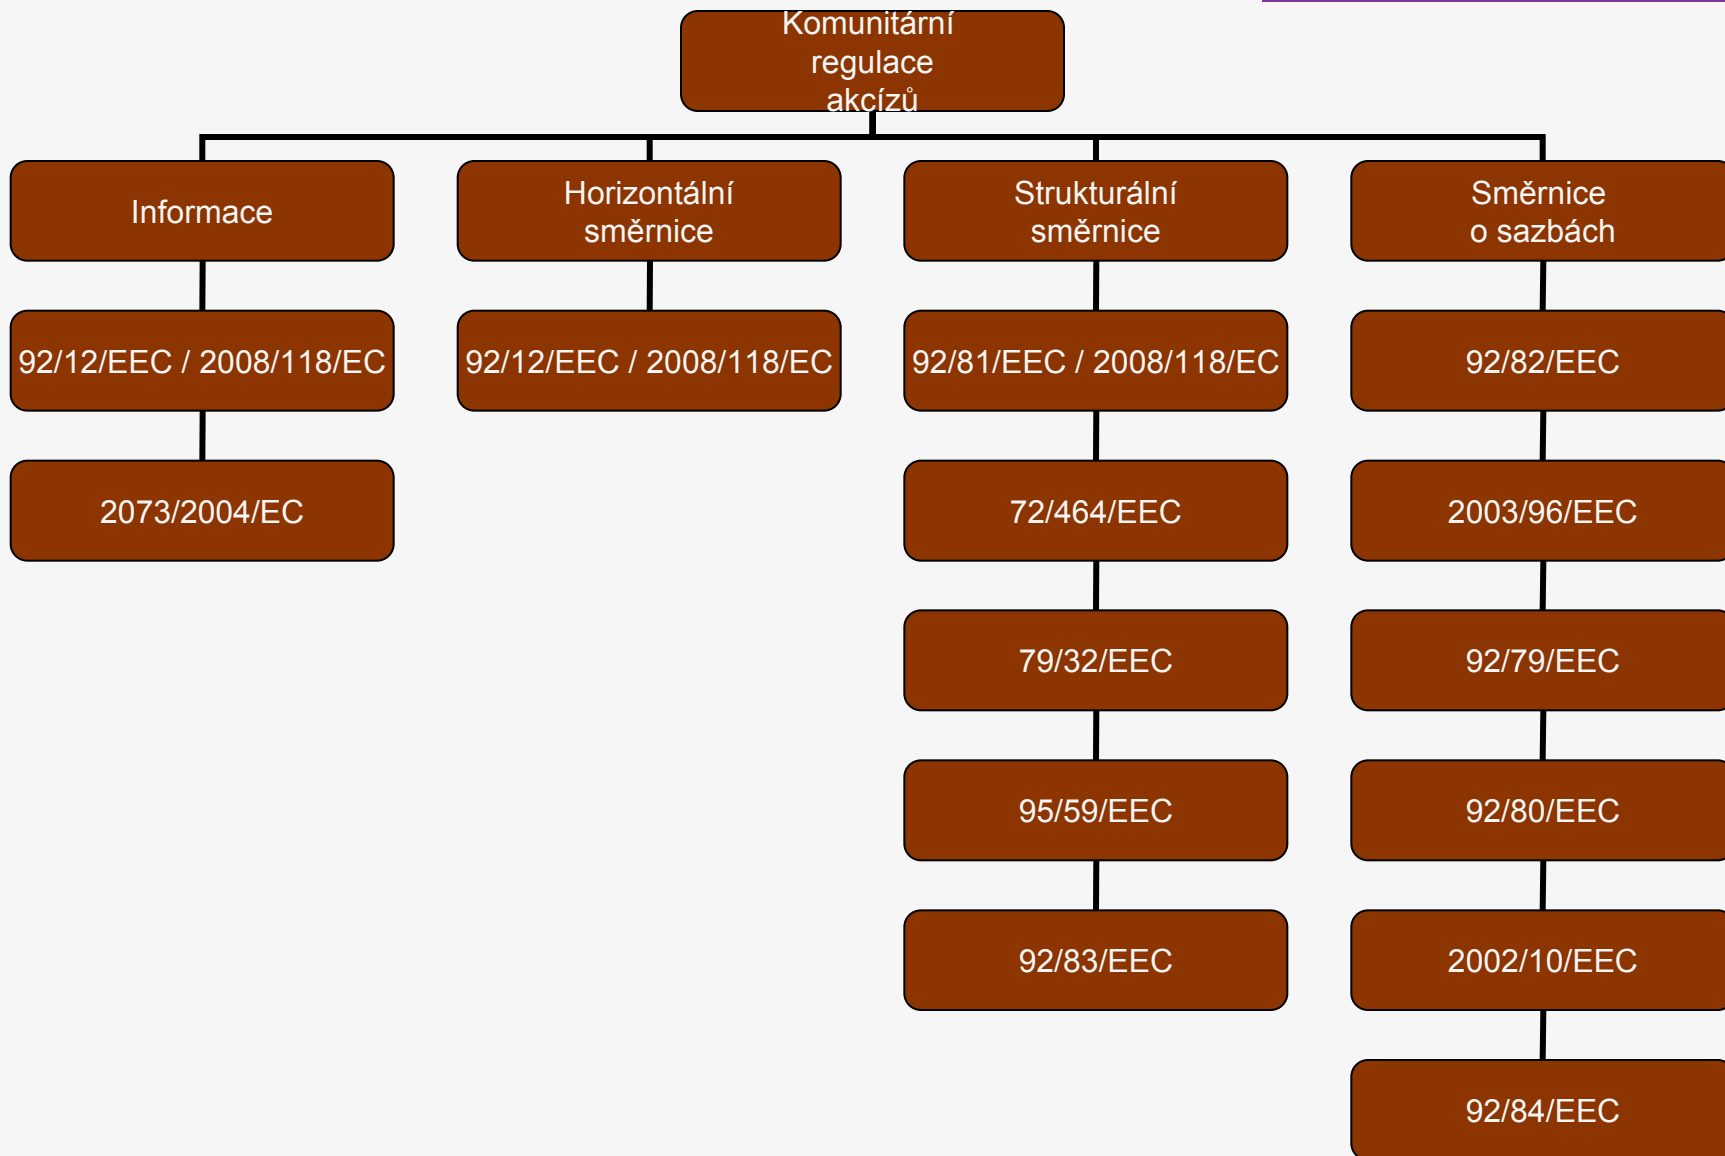 Komunitární
regulace
akcízů
Informace
Horizontální
směrnice
Strukturální
směrnice
Směrnice
o sazbách
92/12/EEC / 2008/118/EC
92/12/EEC / 2008/118/EC
92/81/EEC / 2008/118/EC
92/82/EEC
2073/2004/EC
72/464/EEC
2003/96/EEC
79/32/EEC
92/79/EEC
95/59/EEC
92/80/EEC
92/83/EEC
2002/10/EEC
92/84/EEC